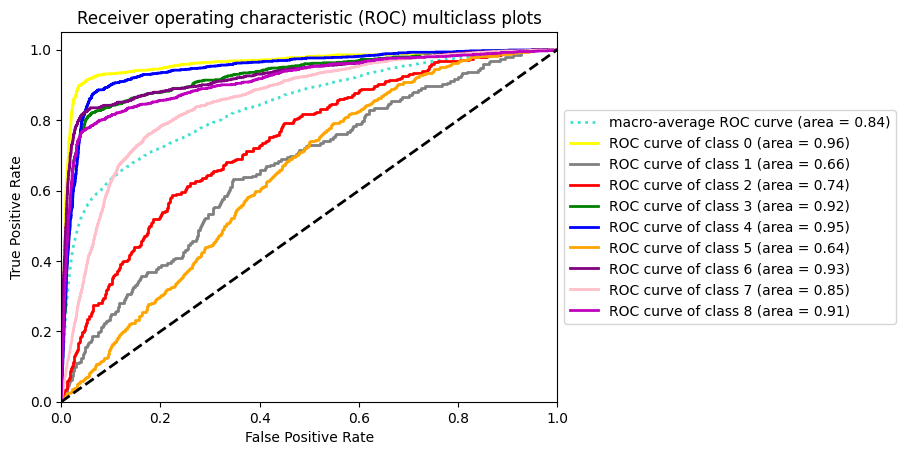 Receiver operating characteristic (ROC) multiclass plots
1.0
0.8
0.6
0.4
0.2
0.0
True Positive Rate
0.0 0.2 0.4 0.6 0.8 1.0
False Positive Rate
macro-average ROC curve (area = 0.84)
ROC curve of class 0 (area = 0.96)
ROC curve of class 1 (area = 0.66)
ROC curve of class 2 (area = 0.74)
ROC curve of class 3 (area = 0.92)
ROC curve of class 4 (area = 0.95)
ROC curve of class 5 (area = 0.64)
ROC curve of class 6 (area = 0.93)
ROC curve of class 7 (area = 0.85)
ROC curve of class 8 (area = 0.91)